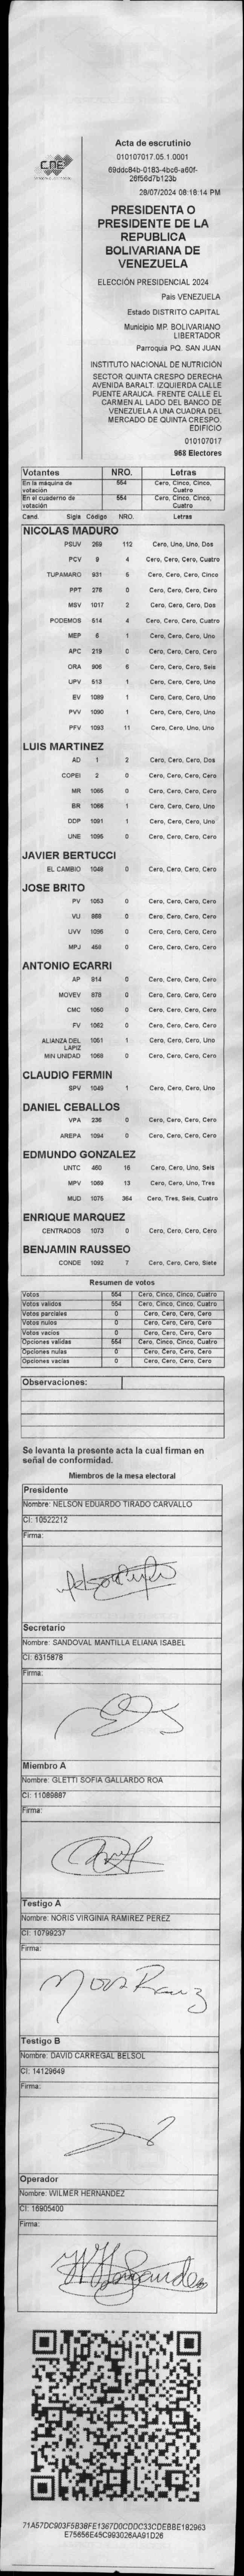 CNE
Acta de escrutinio
010107017.05.1.0001
69ddc84b-0183-4bc6-a60f-
26f56d7b123b
28/07/2024 08:18:14 PM
PRESIDENTA O
PRESIDENTE DE LA
REPUBLICA
BOLIVARIANA DE
VENEZUELA
ELECCIÓN PRESIDENCIAL 2024
Pais VENEZUELA
Estado DISTRITO CAPITAL
Municipio MP. BOLIVARIANO
LIBERTADOR
Parroquia PQ. SAN JUAN
INSTITUTO NACIONAL DE NUTRICIÓN
SECTOR QUINTA CRESPO DERECHA
AVENIDA BARALT. IZQUIERDA CALLE
PUENTE ARAUCA. FRENTE CALLE EL
CARMEN AL LADO DEL BANCO DE
VENEZUELA A UNA CUADRA DEL
MERCADO DE QUINTA CRESPO.
EDIFICIO
010107017
968 Electores
Votantes NRO. Letras
En la máquina de votación 554 Cero, Cinco, Cinco, Cuatro
En el cuaderno de votación 554 Cero, Cinco, Cinco, Cuatro
Cand. Sigla Código NRO. Letras
NICOLAS MADURO
PSUV 269 112 Cero, Uno, Uno, Dos
PCV 9 4 Cero, Cero, Cero, Cuatro
TUPAMARO 931 5 Cero, Cero, Cero, Cinco
PPT 276 0 Cero, Cero, Cero, Cero
MSV 1017 2 Cero, Cero, Cero, Dos
PODEMOS 514 4 Cero, Cero, Cero, Cuatro
MEP 6 1 Cero, Cero, Cero, Uno
APC 219 0 Cero, Cero, Cero, Cero
ORA 906 6 Cero, Cero, Cero, Seis
UPV 513 1 Cero, Cero, Cero, Uno
EV 1089 1 Cero, Cero, Cero, Uno
PVV 1090 1 Cero, Cero, Cero, Uno
PFV 1093 11 Cero, Cero, Uno, Uno
LUIS MARTINEZ
AD 1 2 Cero, Cero, Cero, Dos
COPEI 2 0 Cero, Cero, Cero, Cero
MR 1065 0 Cero, Cero, Cero, Cero
BR 1086 1 Cero, Cero, Cero, Uno
DDP 1091 1 Cero, Cero, Cero, Uno
UNE 1095 0 Cero, Cero, Cero, Cero
JAVIER BERTUCCI
EL CAMBIO 1048 0 Cero, Cero, Cero, Cero
JOSE BRITO
PV 1053 0 Cero, Cero, Cero, Cero
VU 989 0 Cero, Cero, Cero, Cero
UVV 1096 0 Cero, Cero, Cero, Cero
MPJ 458 0 Cero, Cero, Cero, Cero
ANTONIO ECARRI
AP 814 0 Cero, Cero, Cero, Cero
MOVEV 878 0 Cero, Cero, Cero, Cero
CMC 1050 0 Cero, Cero, Cero, Cero
FV 1062 0 Cero, Cero, Cero, Cero
ALIANZA DEL LAPIZ 1051 1 Cero, Cero, Cero, Uno
MIN UNIDAD 1068 0 Cero, Cero, Cero, Cero
CLAUDIO FERMIN
SPV 1049 1 Cero, Cero, Cero, Uno
DANIEL CEBALLOS
VPA 236 0 Cero, Cero, Cero, Cero
AREPA 1094 0 Cero, Cero, Cero, Cero
EDMUNDO GONZALEZ
UNTC 460 16 Cero, Cero, Uno, Seis
MPV 1069 13 Cero, Cero, Uno, Tres
MUD 1075 364 Cero, Tres, Seis, Cuatro
ENRIQUE MARQUEZ
CENTRADOS 1073 0 Cero, Cero, Cero, Cero
BENJAMIN RAUSSEO
CONDE 1092 7 Cero, Cero, Cero, Siete
Resumen de votos
Votos 554 Cero, Cinco, Cinco, Cuatro
Votos validos 554 Cero, Cinco, Cinco, Cuatro
Votos parciales 0 Cero, Cero, Cero, Cero
Votos nulos 0 Cero, Cero, Cero, Cero
Votos vacios 0 Cero, Cero, Cero, Cero
Opciones validas 554 Cero, Cinco, Cinco, Cuatro
Opciones nulas 0 Cero, Cero, Cero, Cero
Opciones vacias 0 Cero, Cero, Cero, Cero
Observaciones:
Se levanta la presente acta la cual firman en
señal de conformidad.
Miembros de la mesa electoral
Presidente
Nombre: NELSON EDUARDO TIRADO CARVALLO
CI: 10522212
Firma:
Secretario
Nombre: SANDOVAL MANTILLA ELIANA ISABEL
CI: 6315878
Firma:
Miembro A
Nombre: GLETTI SOFIA GALLARDO ROA
CI: 11089887
Firma:
Testigo A
Nombre: NORIS VIRGINIA RAMIREZ PEREZ
CI: 10799237
Firma:
Testigo B
Nombre: DAVID CARREGAL BELSOL
CI: 14129649
Firma:
Operador
Nombre: WILMER HERNANDEZ
CI: 16905400
Firma:
71A57DC903F5B38FE1367D0CDDC33CDEBBE182963
E75656E45C993026AA91D26